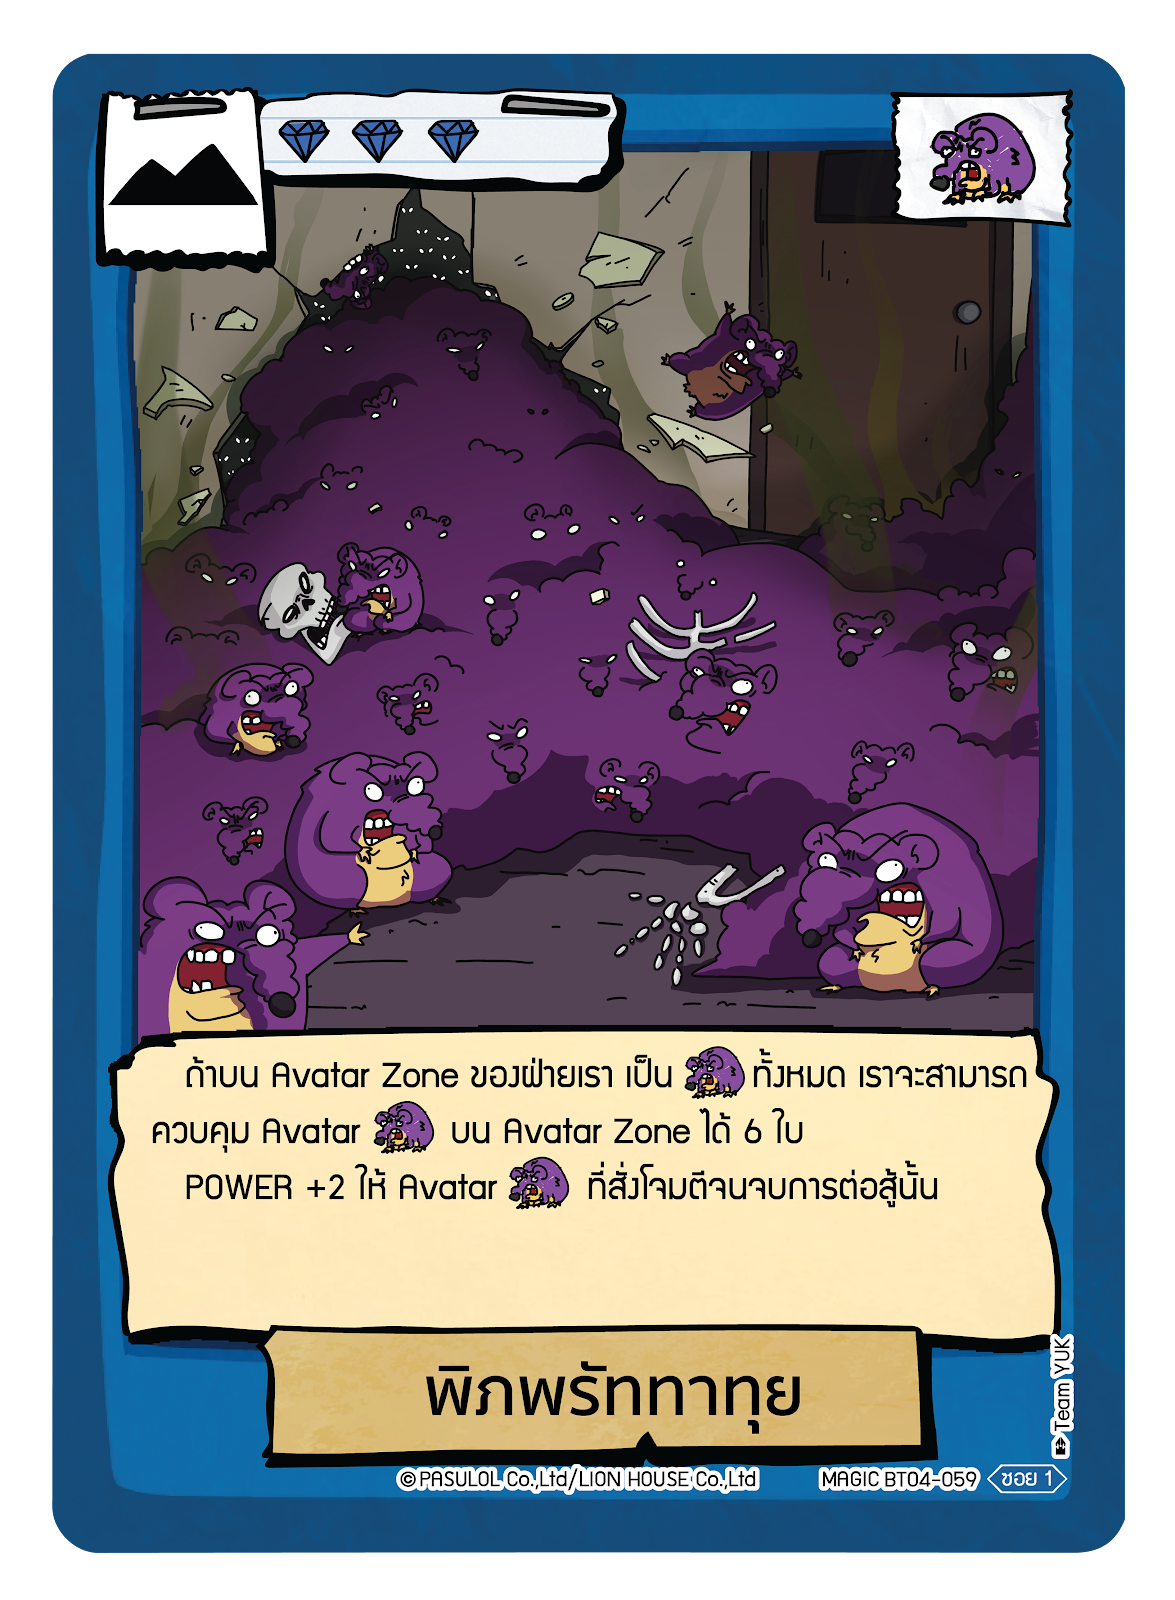 ถ้าบน Avatar Zone ของฝ่ายเรา เป็น ทั้งหมด เราจะสามารถ
ควบคุม Avatar บน Avatar Zone ได้ 6 ใบ
POWER +2 ให้ Avatar ที่สั่งโจมตีจนจบการต่อสู้นั้น
พิภพรัททาทุย
Team YUK
©PASULOL Co.,Ltd/LION HOUSE Co.,Ltd
MAGIC BT04-059 ซอย 1